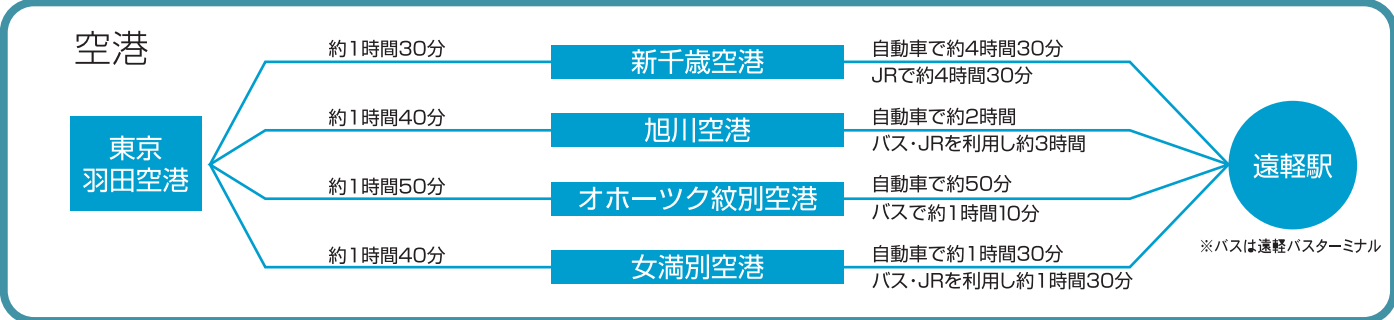 空港
東京
羽田空港
約1時間30分
新千歳空港
自動車で約4時間30分
JRで約4時間30分
約1時間40分
旭川空港
自動車で約2時間
バス・JRを利用し約3時間
約1時間50分
オホーツク紋別空港
自動車で約50分
バスで約1時間10分
約1時間40分
女満別空港
自動車で約1時間30分
バス・JRを利用し約1時間30分
遠軽駅
※バスは遠軽バスターミナル